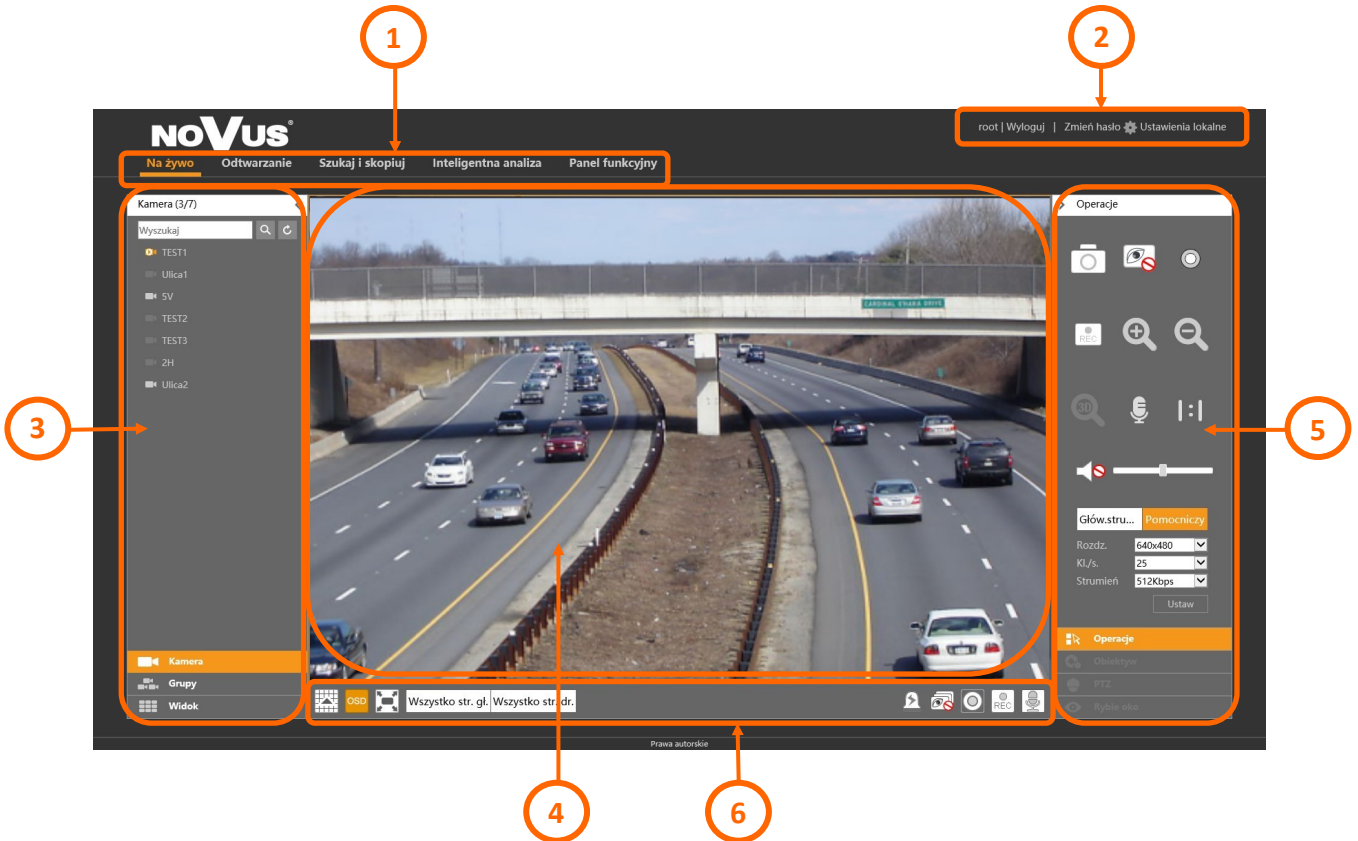 1
2
NOVUS®
root | Wyloguj | Zmień hasło Ustawienia lokalne
Na żywo Odtwarzanie Szukaj i skopiuj Inteligentna analiza Panel funkcyjny
Kamera (3/7)
Operacje
Wyszukaj
TEST1
Ulica1
5V
TEST2
TEST3
2H
Ulica2
CARDINAL O'HARA DRIVE
REC
3D
3
5
Głów.stru... Pomocniczy
Rozdz. 640x480
Kl./s. 25
Strumień 512Kbps
Ustaw
Kamera
Grupy
Widok
Operacje
Obiektyw
PTZ
Rybie oko
OSD Wszystko str. gł. Wszystko str. dr. REC
Prawa autorskie
4
6